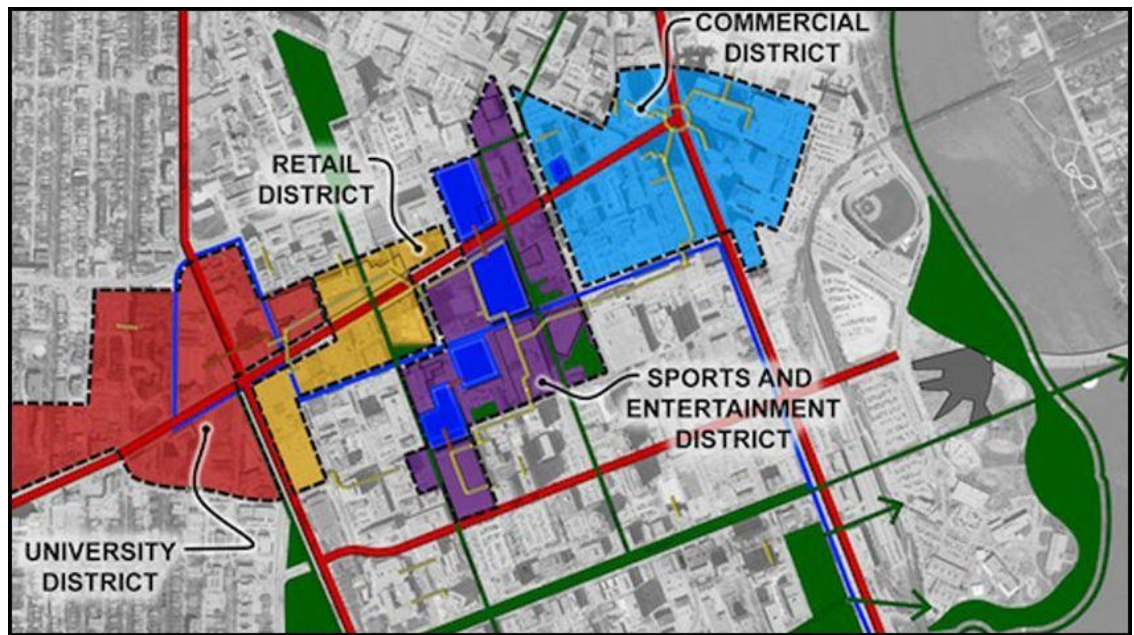 COMMERCIAL
DISTRICT
RETAIL
DISTRICT
SPORTS AND
ENTERTAINMENT
DISTRICT
UNIVERSITY
DISTRICT